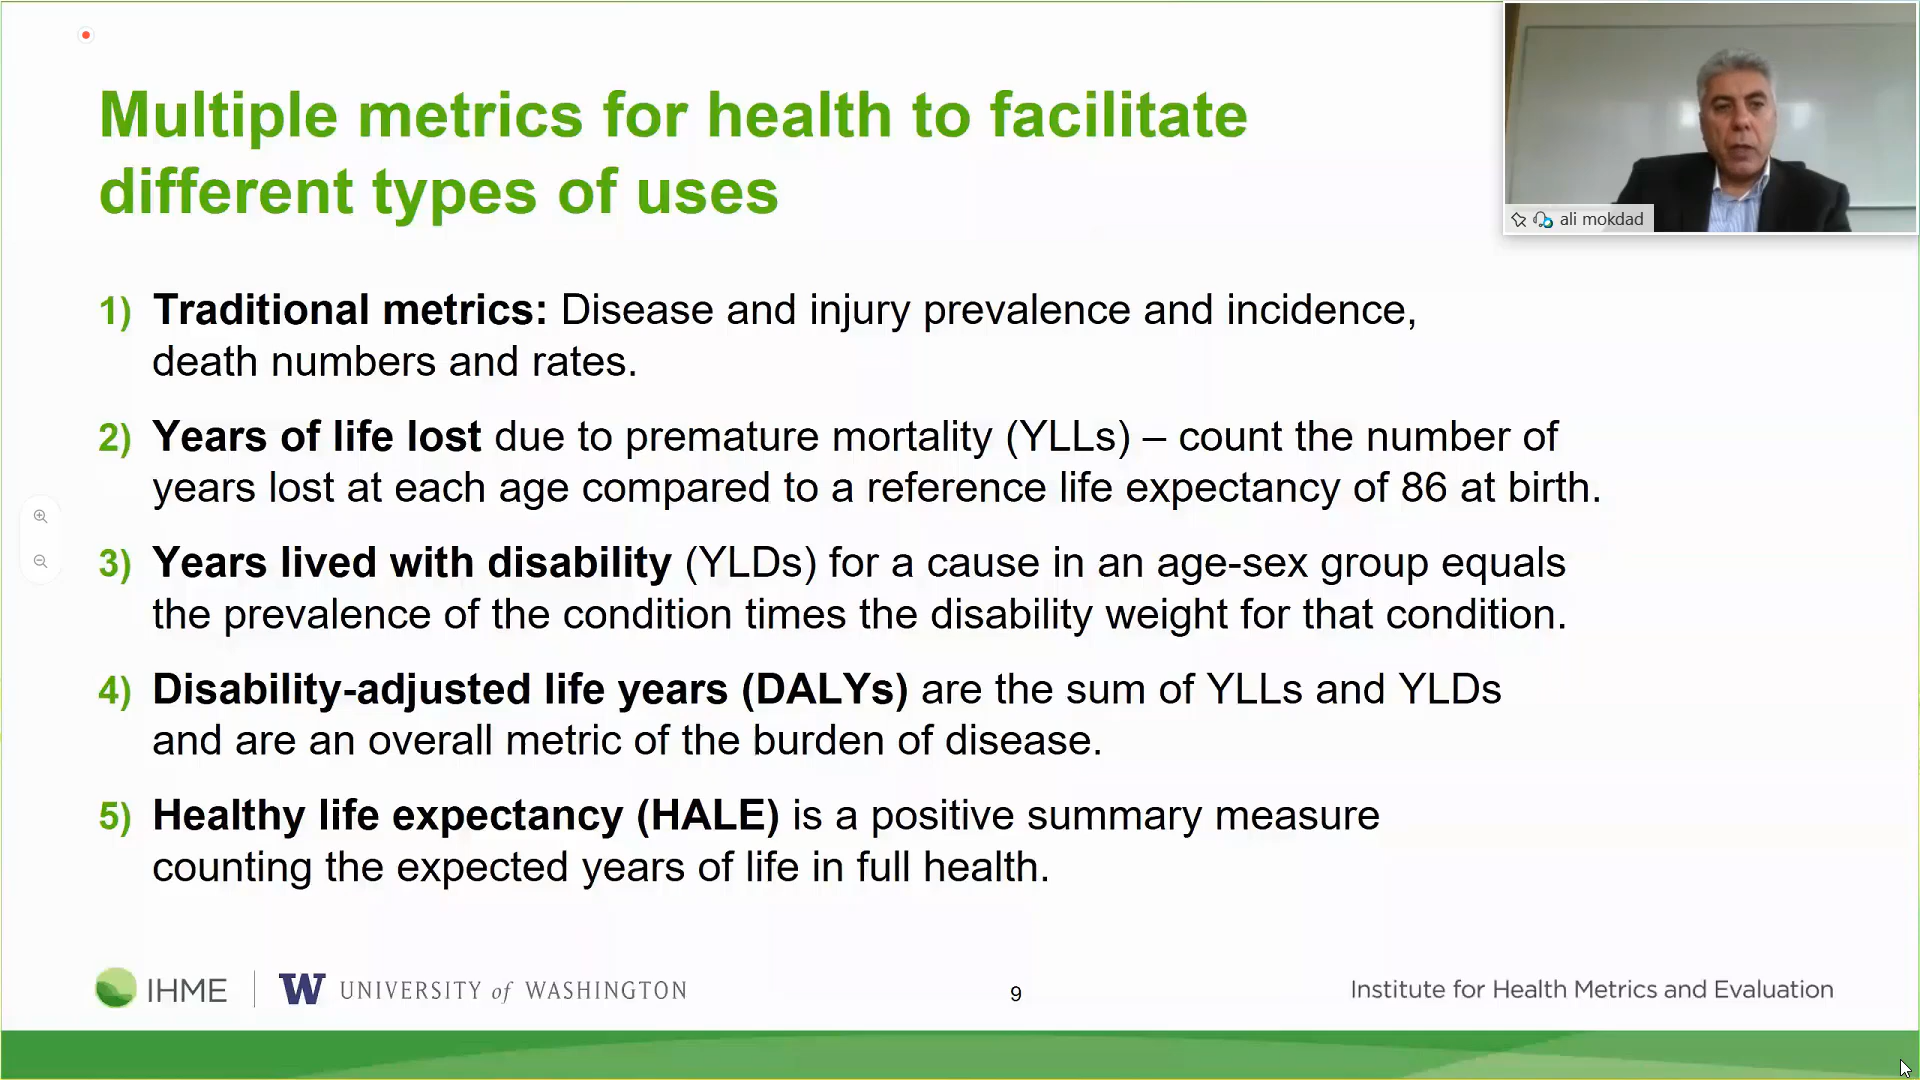 Multiple metrics for health to facilitate
different types of uses
ali mokdad
1) Traditional metrics: Disease and injury prevalence and incidence,
death numbers and rates.
2) Years of life lost due to premature mortality (YLLs) – count the number of
years lost at each age compared to a reference life expectancy of 86 at birth.
3) Years lived with disability (YLDs) for a cause in an age-sex group equals
the prevalence of the condition times the disability weight for that condition.
4) Disability-adjusted life years (DALYs) are the sum of YLLs and YLDs
and are an overall metric of the burden of disease.
5) Healthy life expectancy (HALE) is a positive summary measure
counting the expected years of life in full health.
IHME W UNIVERSITY of WASHINGTON
9
Institute for Health Metrics and Evaluation